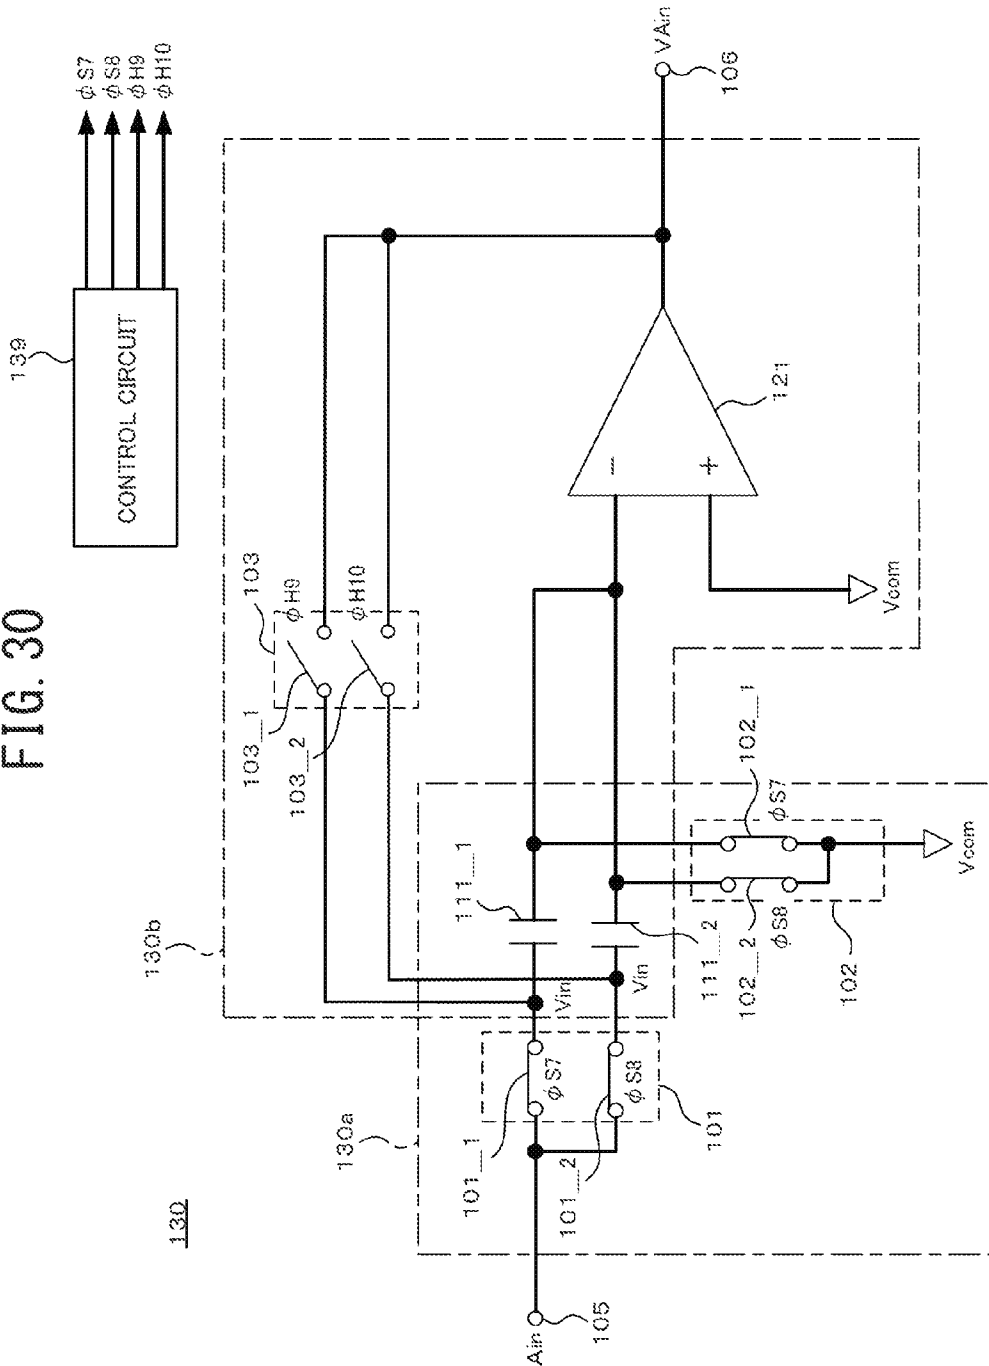 FIG. 30
130
139
CONTROL CIRCUIT
ϕS7
ϕS8
ϕH9
ϕH10
130b
103
103_1
103_2
ϕH9
ϕH10
VAin
106
121
−
+
Vcom
130a
111_1
111_2
Vin
Vin
Ain
105
101_1
101_2
ϕS7
ϕS8
101
102_1
ϕS7
102_2
ϕS8
102
Vcom